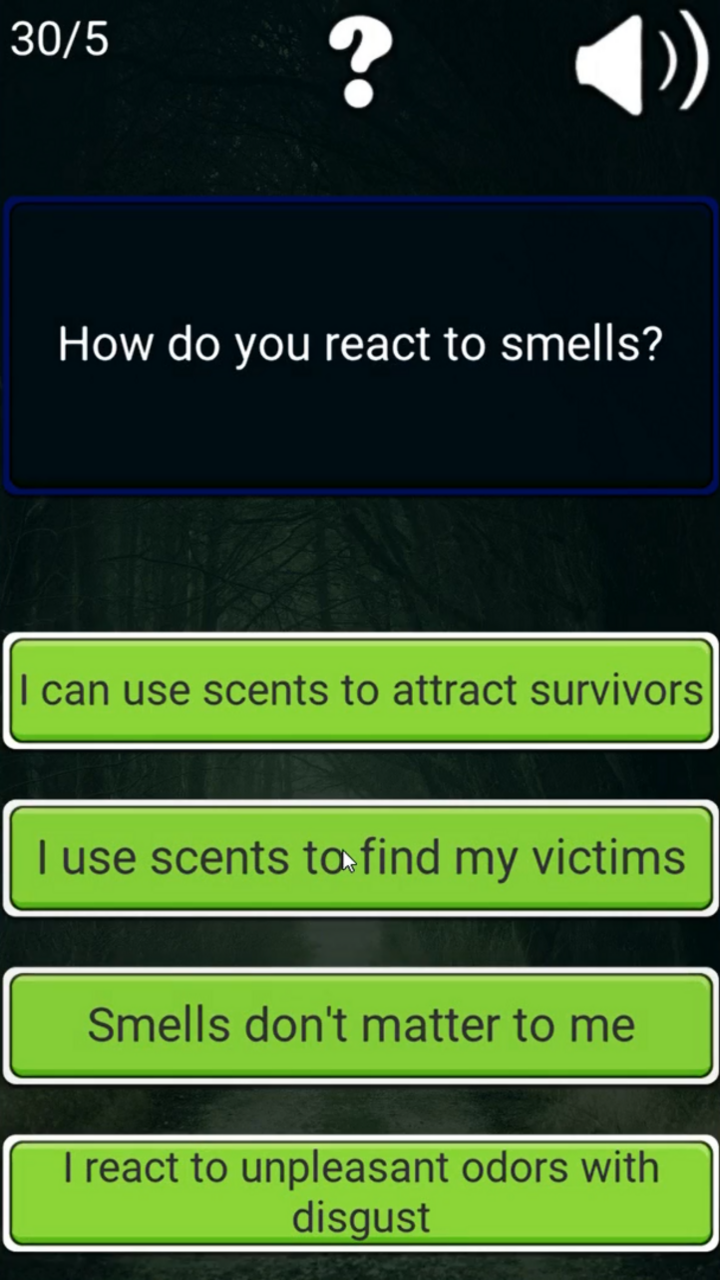 30/5
?
How do you react to smells?
I can use scents to attract survivors
I use scents to find my victims
Smells don't matter to me
I react to unpleasant odors with
disgust